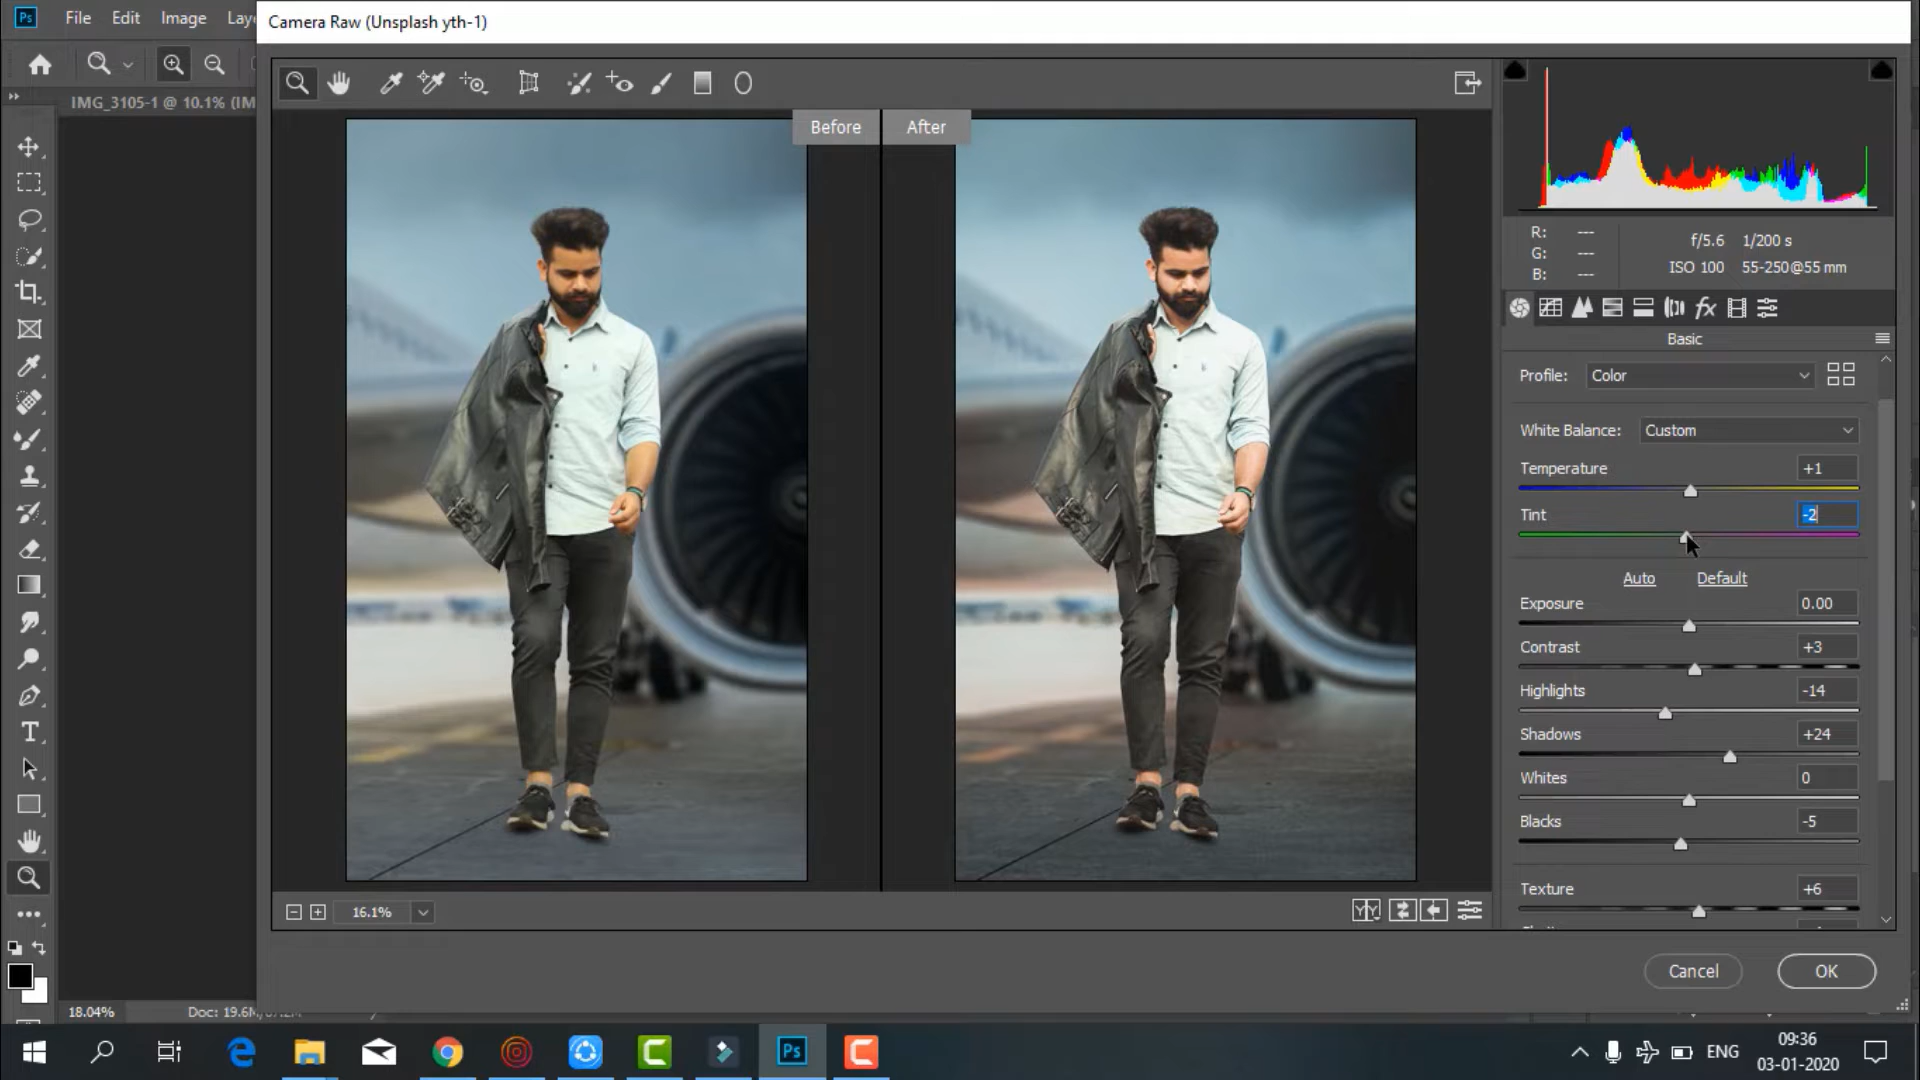 Ps File Edit Image Lay
Camera Raw (Unsplash yth-1)
IMG_3105-1 @ 10.1% (IM
Before After
R: ---
G: ---
B: ---
f/5.6 1/200 s
ISO 100 55-250@55 mm
fx
Basic
Profile: Color
White Balance: Custom
Temperature +1
Tint -2
Auto Default
Exposure 0.00
Contrast +3
Highlights -14
Shadows +24
Whites 0
Blacks -5
Texture +6
T
16.1%
Y Y
Cancel OK
18.04% Doc: 19.6M/
Ps
ENG
09:36
03-01-2020